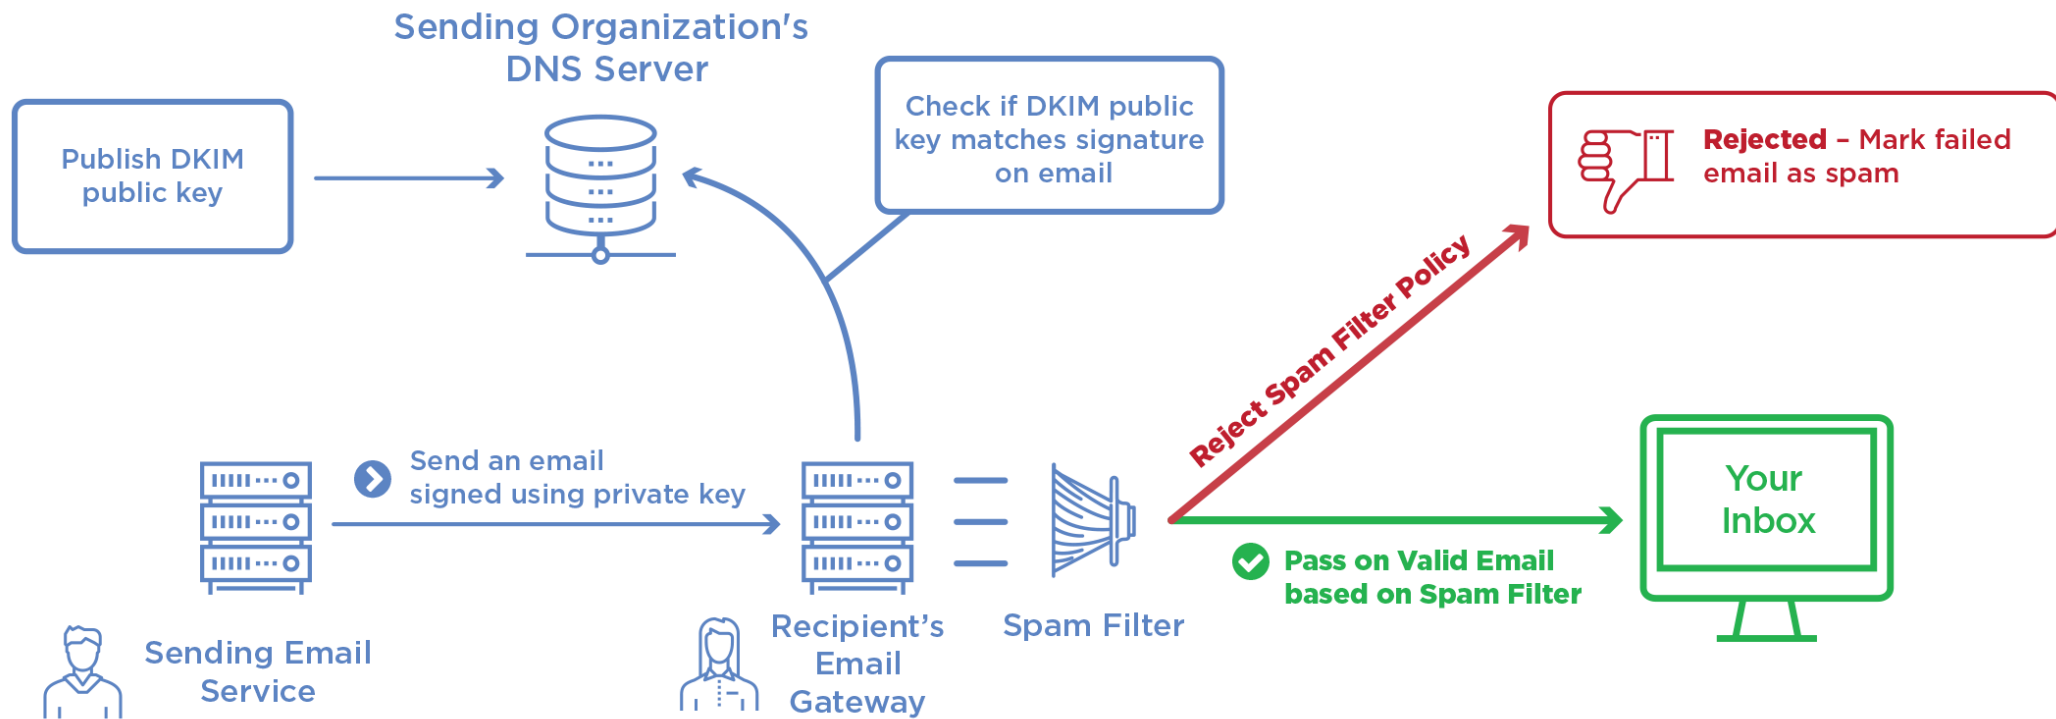 Sending Organization's
DNS Server
Publish DKIM
public key
Check if DKIM public
key matches signature
on email
Rejected – Mark failed
email as spam
Reject Spam Filter Policy
Send an email
signed using private key
Your
Inbox
Pass on Valid Email
based on Spam Filter
Sending Email
Service
Recipient’s
Email
Gateway
Spam Filter